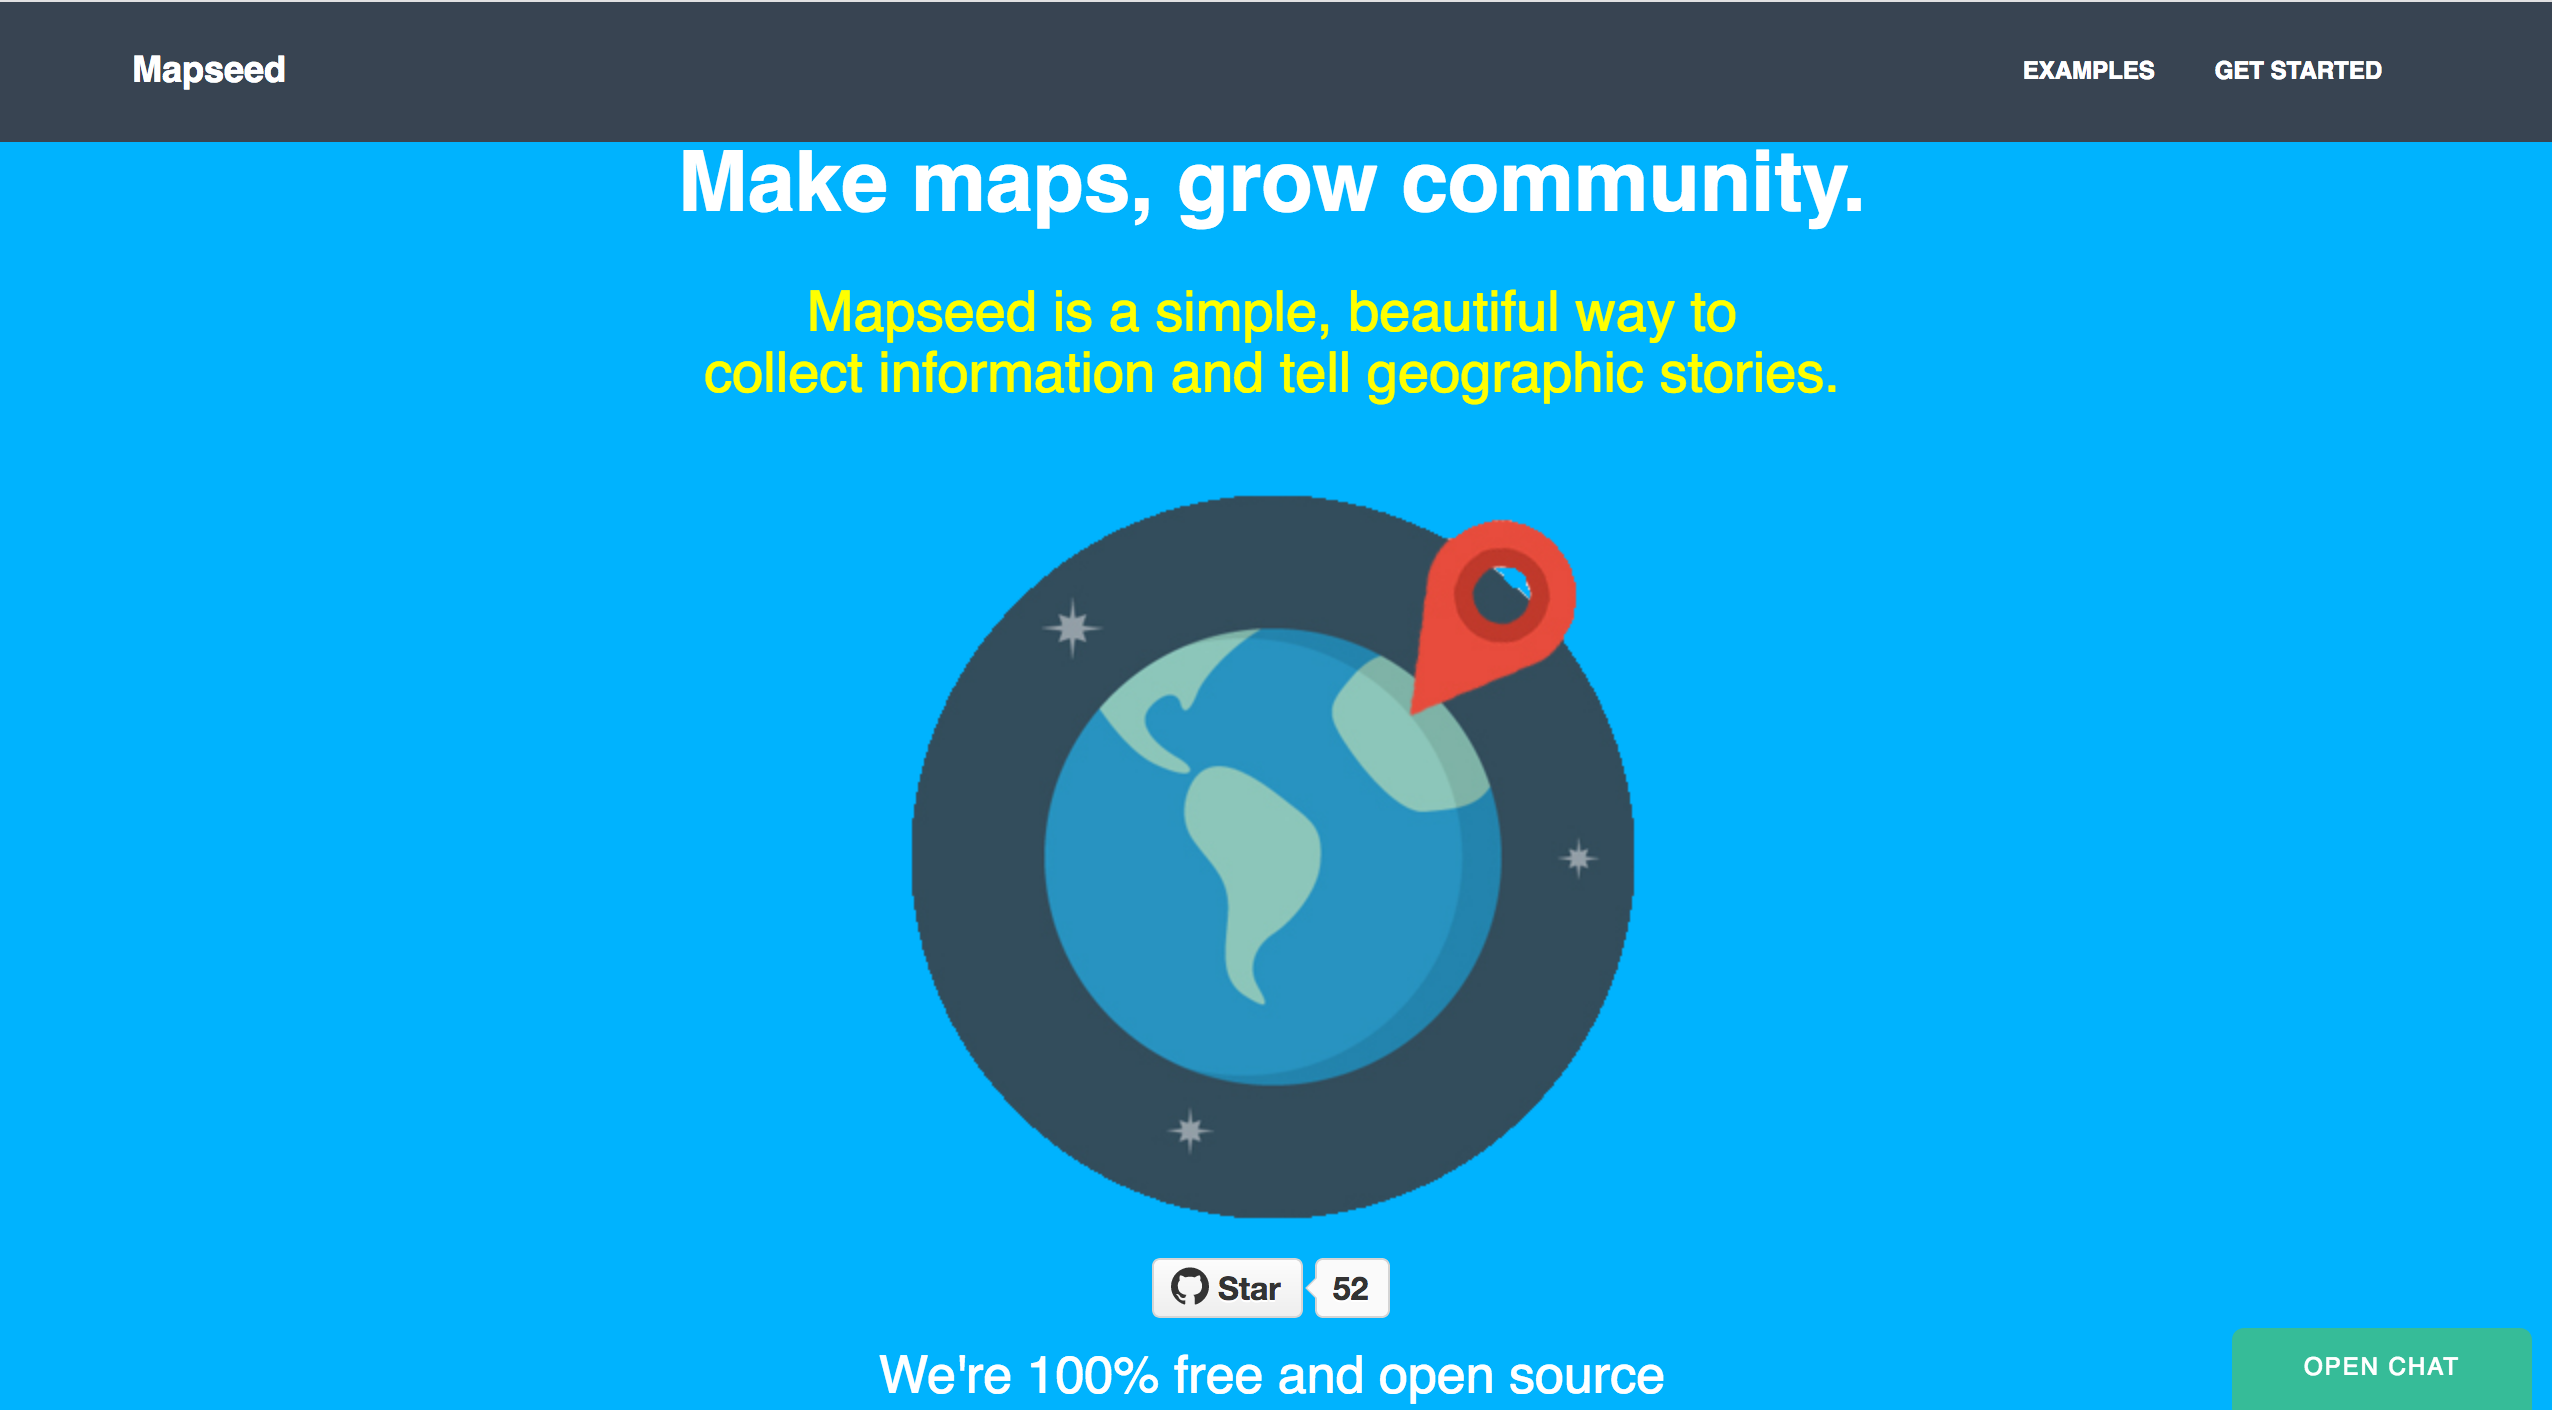 Mapseed
EXAMPLES
GET STARTED
Make maps, grow community.
Mapseed is a simple, beautiful way to
collect information and tell geographic stories.
Star
52
We're 100% free and open source
OPEN CHAT